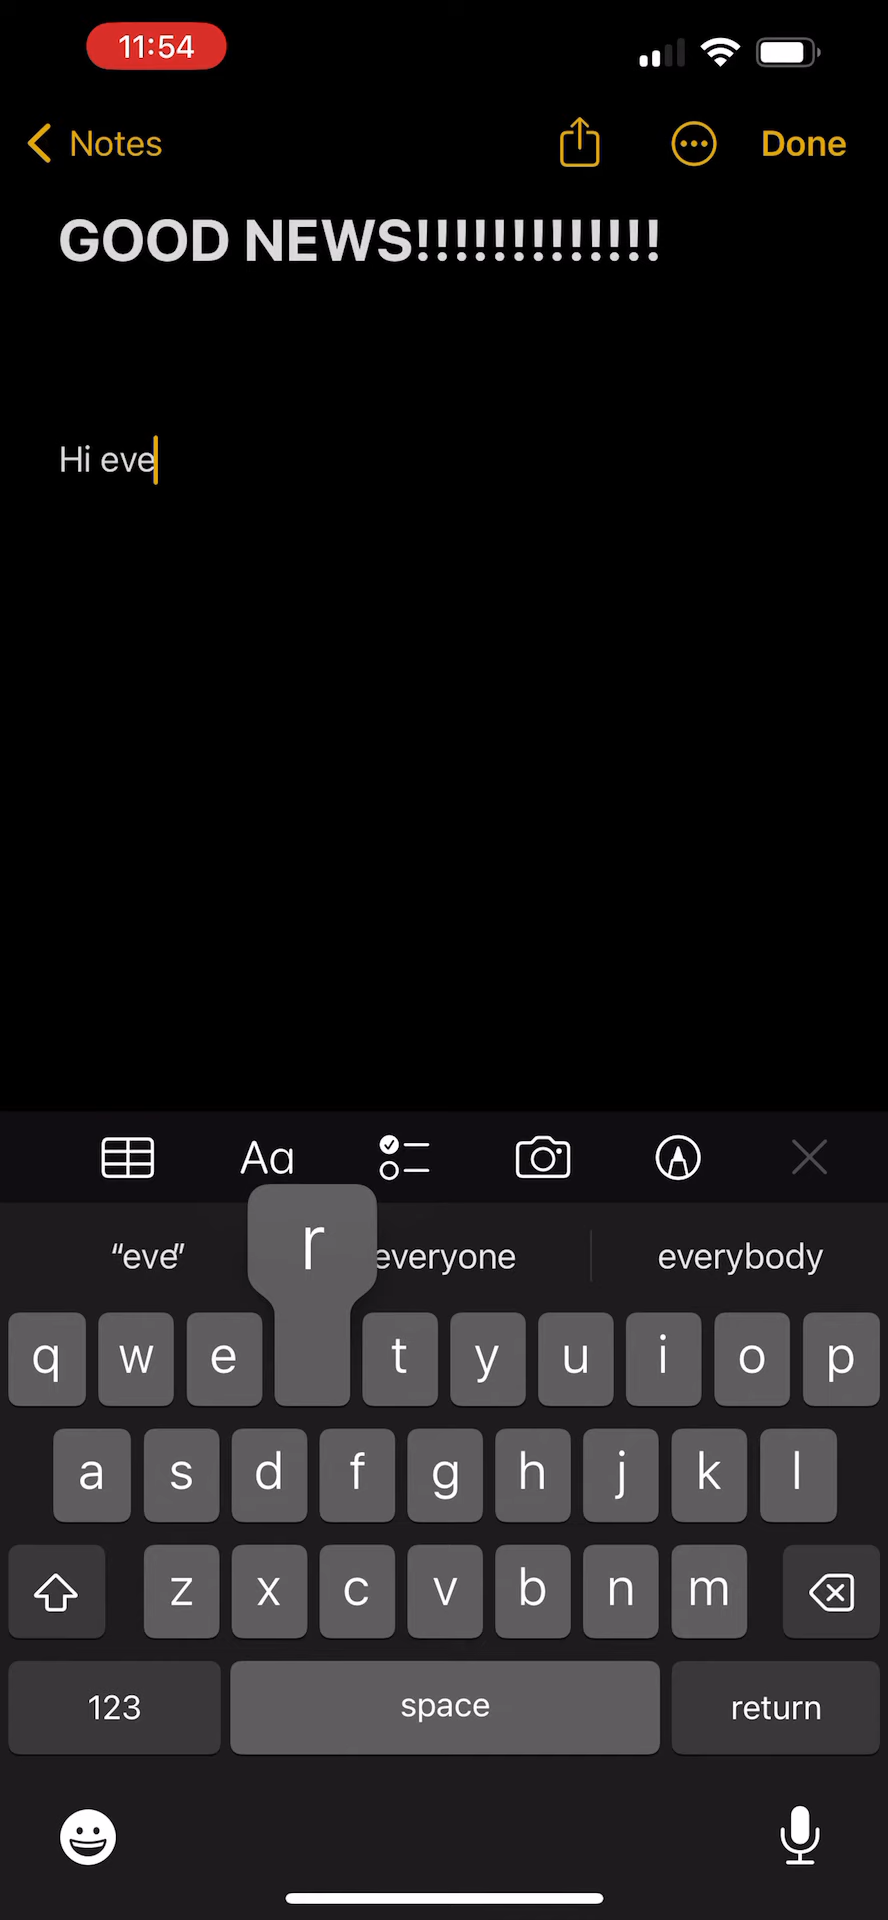 11:54
Notes Done
GOOD NEWS!!!!!!!!!!!!!
Hi eve
Aa
“eve” everyone everybody
r
q w e t y u i o p
a s d f g h j k l
z x c v b n m
123 space return